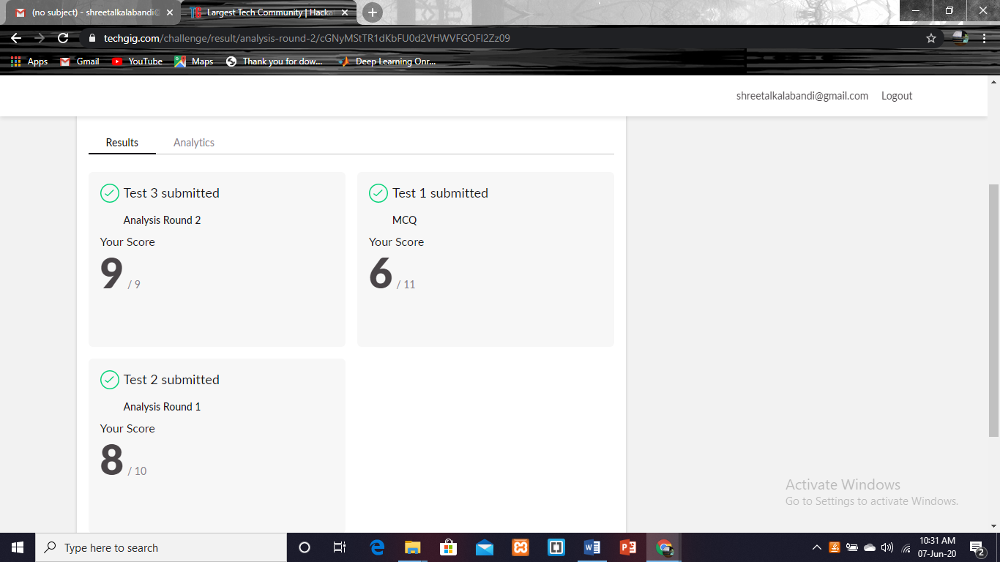 (no subject) - shreetalkalabandi@
Largest Tech Community | Hacka
techgig.com/challenge/result/analysis-round-2/cGNyMStTR1dKbFU0d2VHWVFGOFI2Zz09
Apps Gmail YouTube Maps Thank you for dow... Deep Learning Onr...
shreetalkalabandi@gmail.com Logout
Results Analytics
Test 3 submitted
Analysis Round 2
Your Score
9 / 9
Test 1 submitted
MCQ
Your Score
6 / 11
Test 2 submitted
Analysis Round 1
Your Score
8 / 10
Activate Windows
Go to Settings to activate Windows.
Type here to search
10:31 AM
07-Jun-20
2